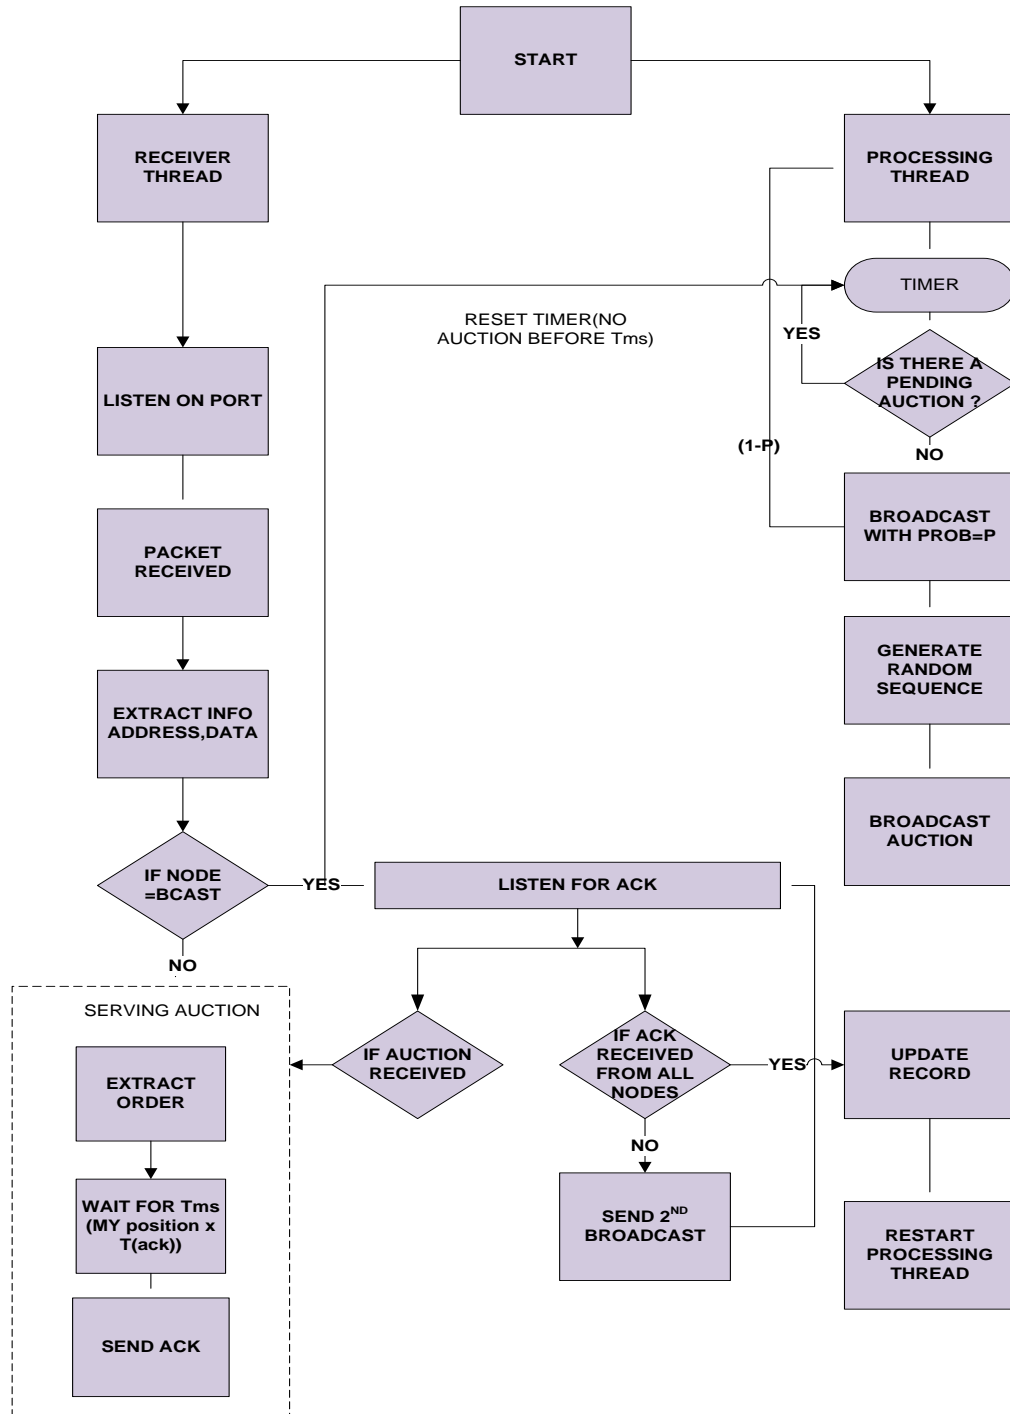 START
RECEIVER
THREAD
PROCESSING
THREAD
TIMER
RESET TIMER(NO
AUCTION BEFORE Tms)
YES
IS THERE A
PENDING
AUCTION ?
LISTEN ON PORT
(1-P)
NO
BROADCAST
WITH PROB=P
PACKET
RECEIVED
GENERATE
RANDOM
SEQUENCE
EXTRACT INFO
ADDRESS,DATA
BROADCAST
AUCTION
IF NODE
=BCAST
YES
LISTEN FOR ACK
NO
SERVING AUCTION
IF AUCTION
RECEIVED
IF ACK
RECEIVED
FROM ALL
NODES
YES
UPDATE
RECORD
EXTRACT
ORDER
NO
WAIT FOR Tms
(MY position x
T(ack))
SEND 2ND
BROADCAST
RESTART
PROCESSING
THREAD
SEND ACK